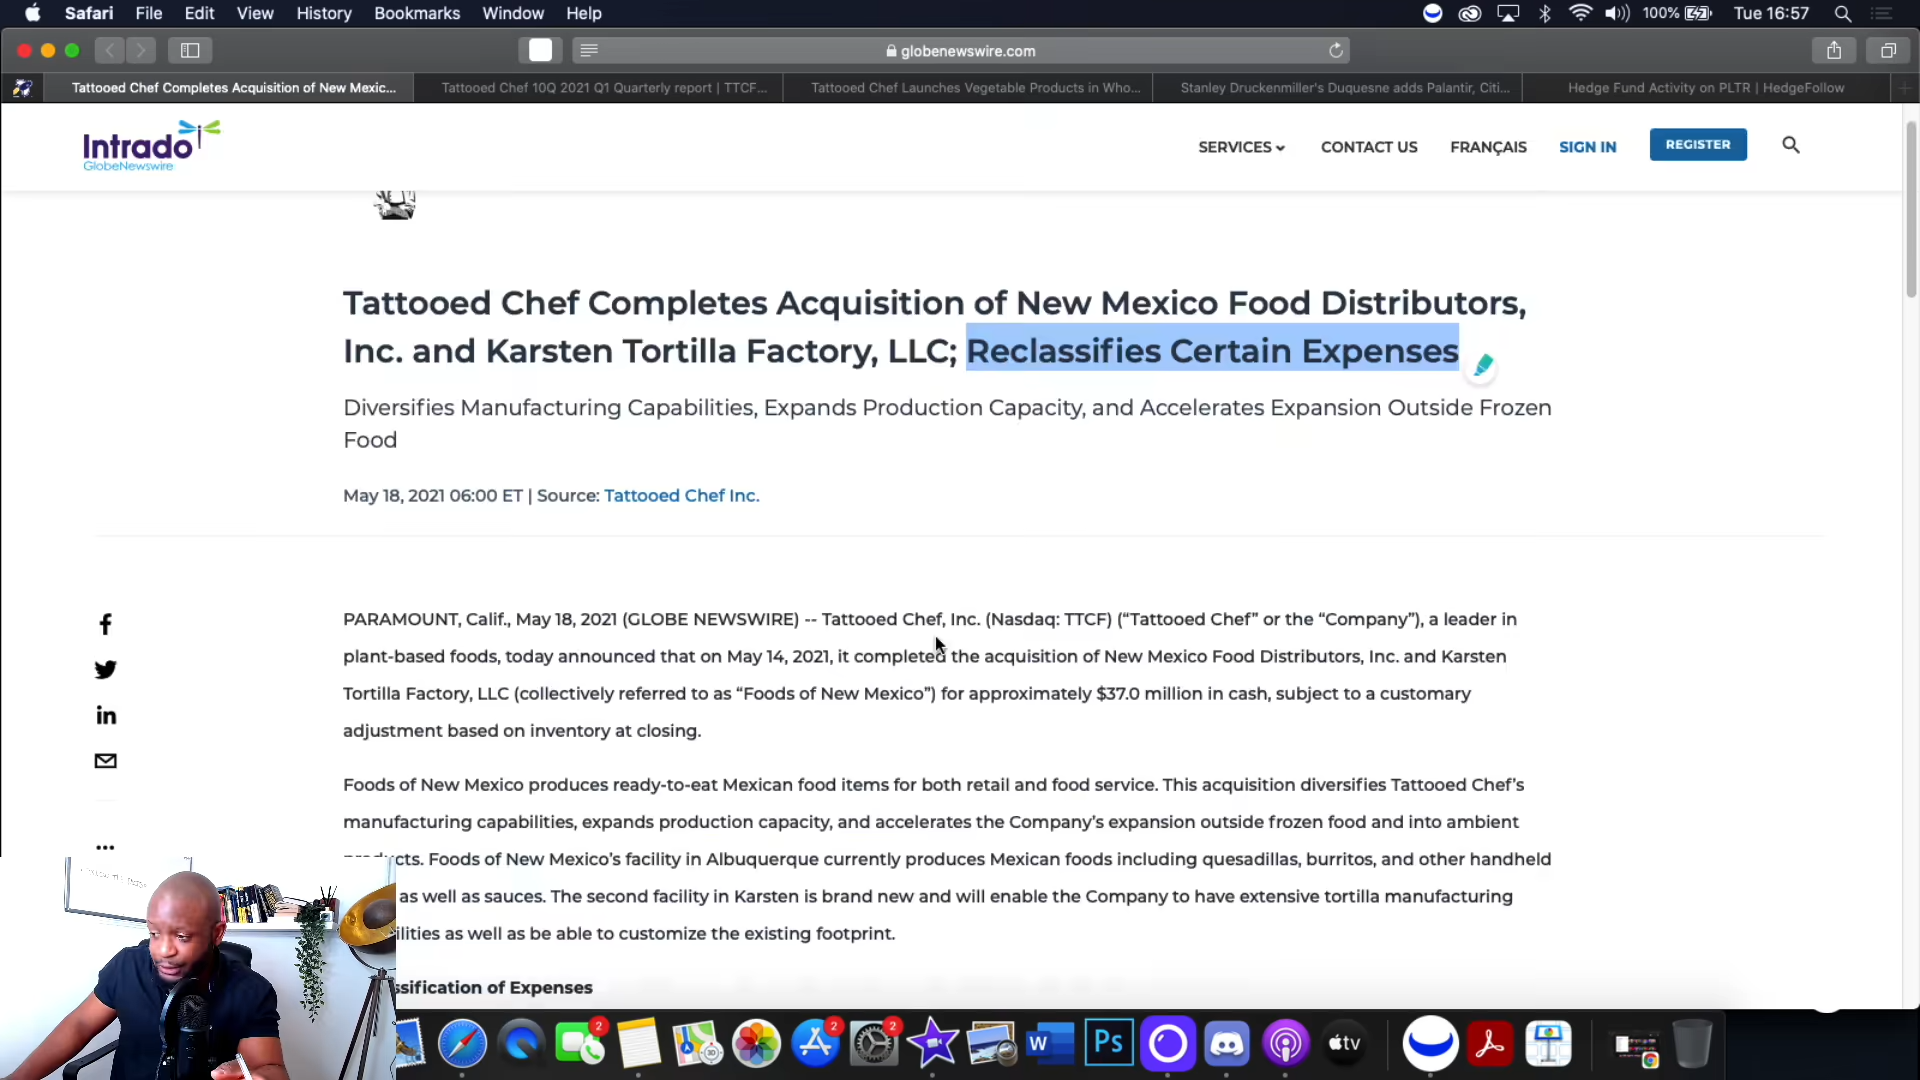 Safari File Edit View History Bookmarks Window Help 100% Tue 16:57
globenewswire.com
Tattooed Chef Completes Acquisition of New Mexic... Tattooed Chef 10Q 2021 Q1 Quarterly report | TTCF... Tattooed Chef Launches Vegetable Products in Who... Stanley Druckenmiller's Duquesne adds Palantir, Citi... Hedge Fund Activity on PLTR | HedgeFollow
Intrado
GlobeNewswire
SERVICES CONTACT US FRANÇAIS SIGN IN REGISTER
Tattooed Chef Completes Acquisition of New Mexico Food Distributors,
Inc. and Karsten Tortilla Factory, LLC; Reclassifies Certain Expenses
Diversifies Manufacturing Capabilities, Expands Production Capacity, and Accelerates Expansion Outside Frozen
Food
May 18, 2021 06:00 ET | Source: Tattooed Chef Inc.
PARAMOUNT, Calif., May 18, 2021 (GLOBE NEWSWIRE) -- Tattooed Chef, Inc. (Nasdaq: TTCF) (“Tattooed Chef” or the “Company”), a leader in
plant-based foods, today announced that on May 14, 2021, it completed the acquisition of New Mexico Food Distributors, Inc. and Karsten
Tortilla Factory, LLC (collectively referred to as “Foods of New Mexico”) for approximately $37.0 million in cash, subject to a customary
adjustment based on inventory at closing.
Foods of New Mexico produces ready-to-eat Mexican food items for both retail and food service. This acquisition diversifies Tattooed Chef’s
manufacturing capabilities, expands production capacity, and accelerates the Company’s expansion outside frozen food and into ambient
products. Foods of New Mexico’s facility in Albuquerque currently produces Mexican foods including quesadillas, burritos, and other handheld
as well as sauces. The second facility in Karsten is brand new and will enable the Company to have extensive tortilla manufacturing
ilities as well as be able to customize the existing footprint.
ssification of Expenses
2 2 2
3D W Ps tv